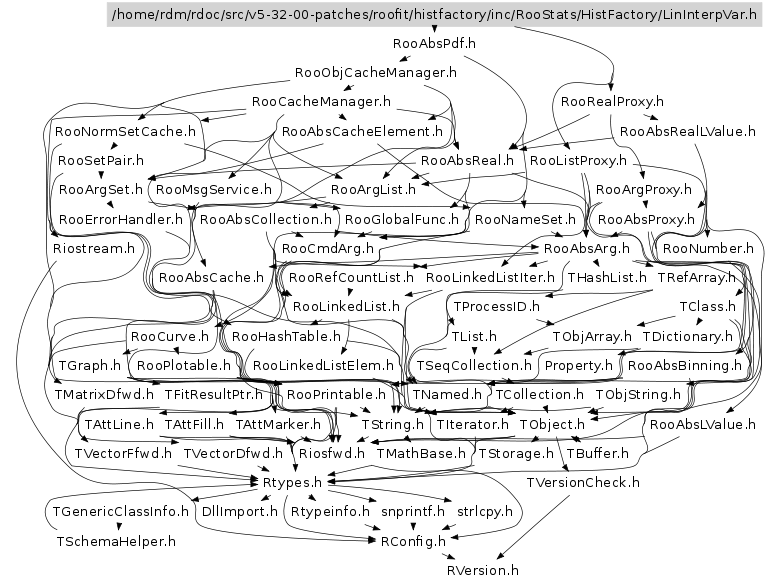 /home/rdm/rdoc/src/v5-32-00-patches/roofit/histfactory/inc/RooStats/HistFactory/LinInterpVar.h
RooAbsPdf.h
RooObjCacheManager.h
RooCacheManager.h RooRealProxy.h
RooNormSetCache.h RooAbsCacheElement.h RooAbsRealLValue.h
RooSetPair.h RooAbsReal.h RooListProxy.h
RooArgSet.h RooMsgService.h RooArgList.h RooArgProxy.h
RooErrorHandler.h RooAbsCollection.h RooGlobalFunc.h RooNameSet.h RooAbsProxy.h
Riostream.h RooCmdArg.h RooAbsArg.h RooNumber.h
RooAbsCache.h RooRefCountList.h RooLinkedListIter.h THashList.h TRefArray.h
RooLinkedList.h TProcessID.h TClass.h
RooCurve.h RooHashTable.h TList.h TObjArray.h TDictionary.h
TGraph.h RooPlotable.h RooLinkedListElem.h TSeqCollection.h Property.h RooAbsBinning.h
TMatrixDfwd.h TFitResultPtr.h RooPrintable.h TNamed.h TCollection.h TObjString.h
TAttLine.h TAttFill.h TAttMarker.h TString.h TIterator.h TObject.h RooAbsLValue.h
TVectorFfwd.h TVectorDfwd.h Riosfwd.h TMathBase.h TStorage.h TBuffer.h
Rtypes.h TVersionCheck.h
TGenericClassInfo.h DllImport.h Rtypeinfo.h snprintf.h strlcpy.h
TSchemaHelper.h RConfig.h
RVersion.h